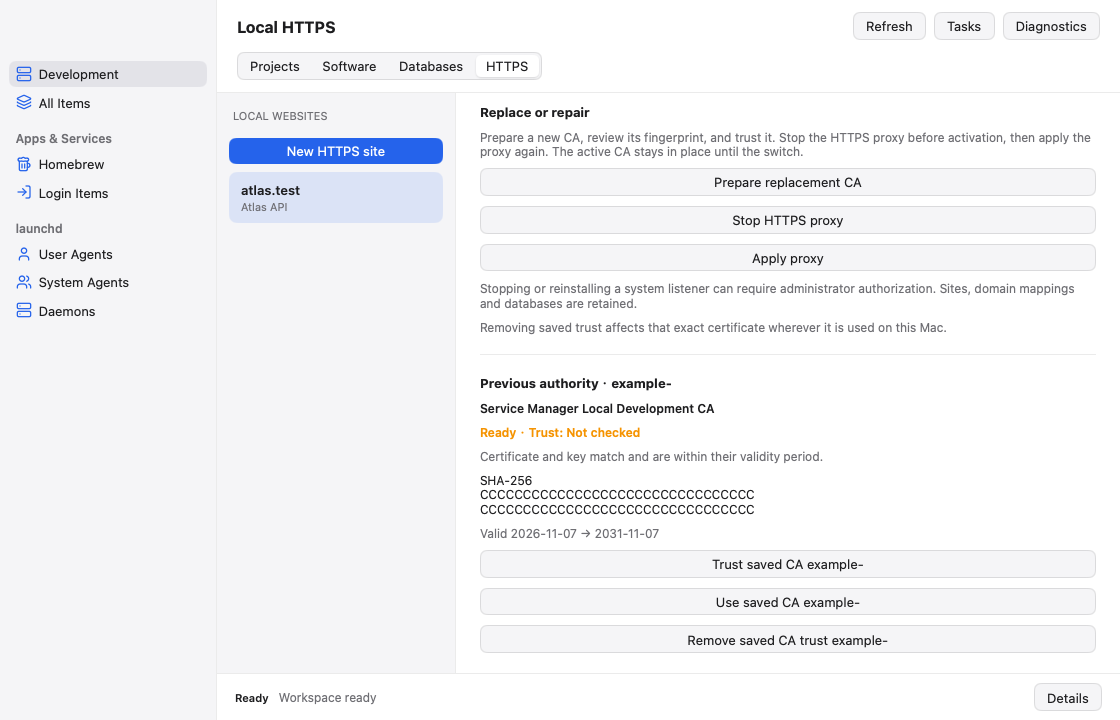 Local HTTPS
Refresh
Tasks
Diagnostics
Projects
Software
Databases
HTTPS
Development
All Items
Apps & Services
Homebrew
Login Items
launchd
User Agents
System Agents
Daemons
LOCAL WEBSITES
New HTTPS site
atlas.test
Atlas API
Replace or repair
Prepare a new CA, review its fingerprint, and trust it. Stop the HTTPS proxy before activation, then apply the
proxy again. The active CA stays in place until the switch.
Prepare replacement CA
Stop HTTPS proxy
Apply proxy
Stopping or reinstalling a system listener can require administrator authorization. Sites, domain mappings
and databases are retained.
Removing saved trust affects that exact certificate wherever it is used on this Mac.
Previous authority · example-
Service Manager Local Development CA
Ready · Trust: Not checked
Certificate and key match and are within their validity period.
SHA-256
CCCCCCCCCCCCCCCCCCCCCCCCCCCCCCCC
CCCCCCCCCCCCCCCCCCCCCCCCCCCCCCCC
Valid 2026-11-07 → 2031-11-07
Trust saved CA example-
Use saved CA example-
Remove saved CA trust example-
Ready
Workspace ready
Details